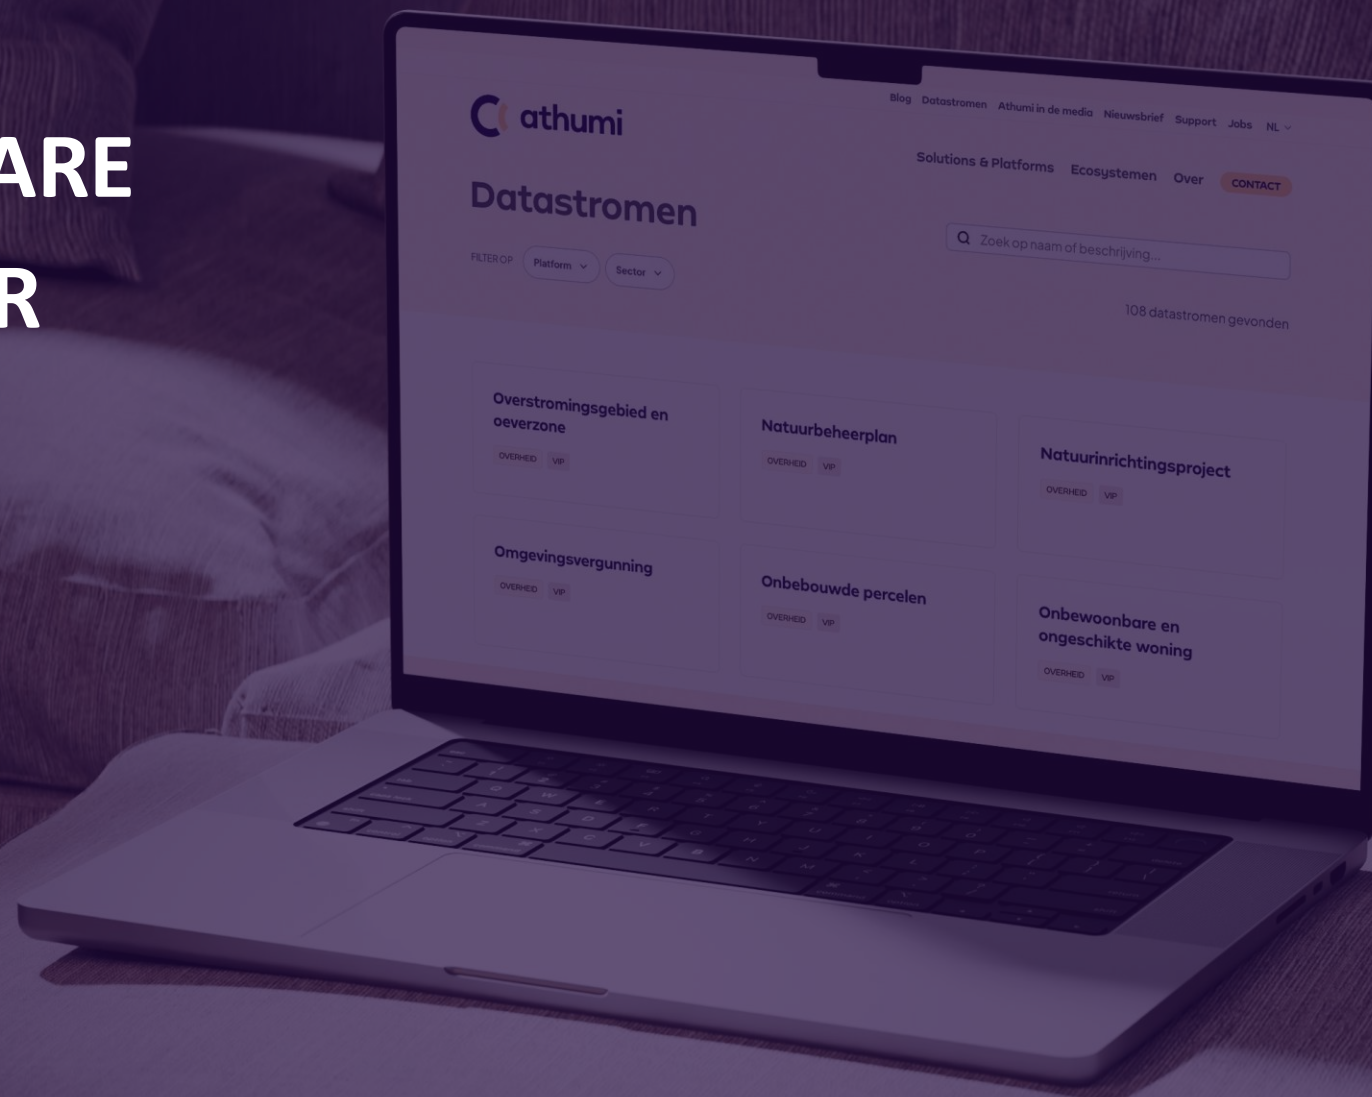 ARE
R
athumi
Blog Datastromen Athumi in de media Nieuwsbrief Support Jobs NL
Solutions & Platforms Ecosystemen Over CONTACT
Datastromen
Zoek op naam of beschrijving...
FILTER OP Platform Sector
108 datastromen gevonden
Overstromingsgebied en
oeverzone
OVERHEID VIP
Natuurbeheerplan
OVERHEID VIP
Natuurinrichtingsproject
OVERHEID VIP
Omgevingsvergunning
OVERHEID VIP
Onbebouwde percelen
OVERHEID VIP
Onbewoonbare en
ongeschikte woning
OVERHEID VIP